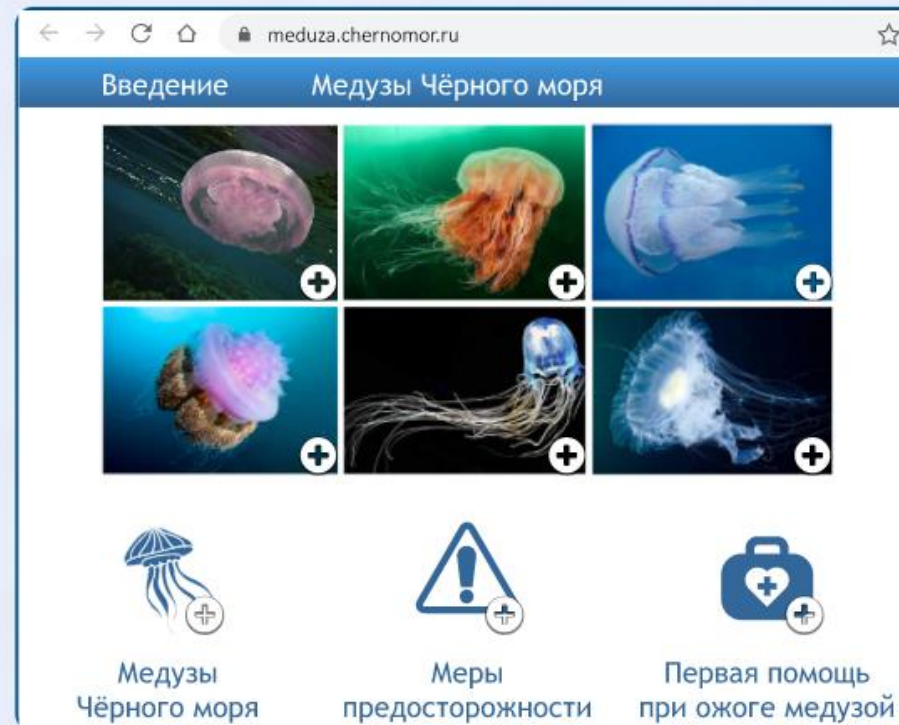 meduza.chernomor.ru
Введение Медузы Чёрного моря
Медузы
Чёрного моря
Меры
предосторожности
Первая помощь
при ожоге медузой